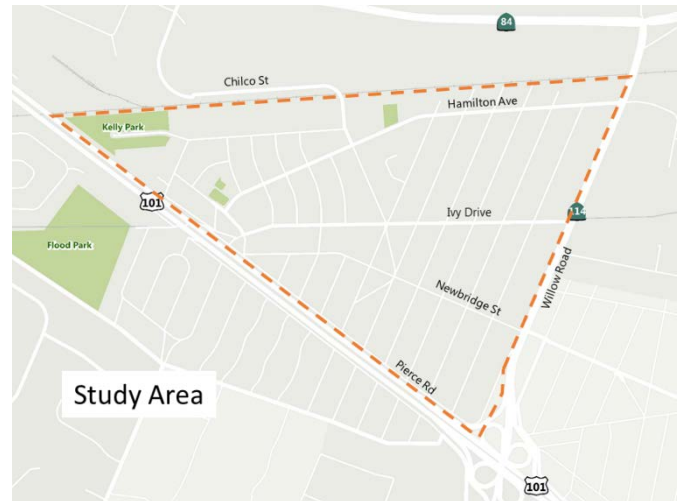 84
Chilco St
Hamilton Ave
Kelly Park
101
Ivy Drive
114
Flood Park
Willow Road
Newbridge St
Pierce Rd
Study Area
101